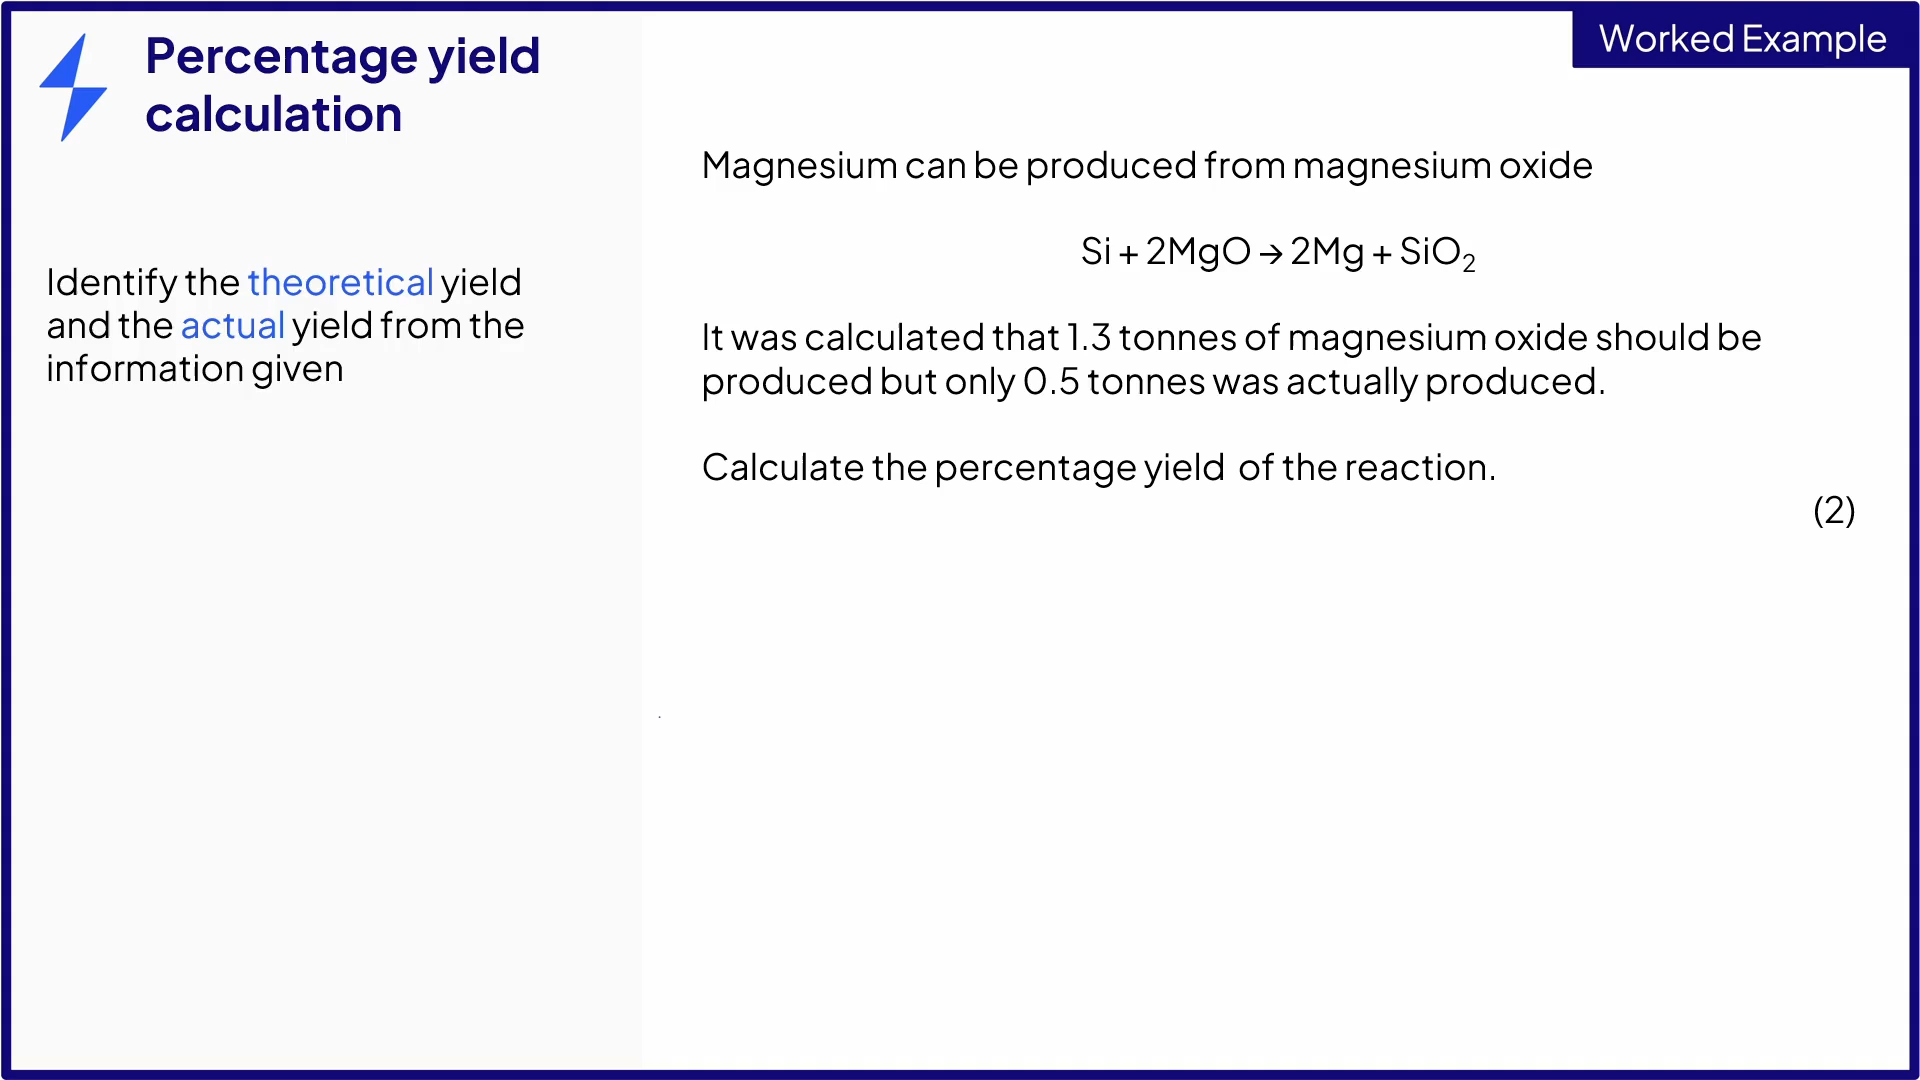 Worked Example
Percentage yield
calculation
Identify the theoretical yield
and the actual yield from the
information given
Magnesium can be produced from magnesium oxide
Si + 2MgO → 2Mg + SiO₂
It was calculated that 1.3 tonnes of magnesium oxide should be
produced but only 0.5 tonnes was actually produced.
Calculate the percentage yield  of the reaction.
(2)